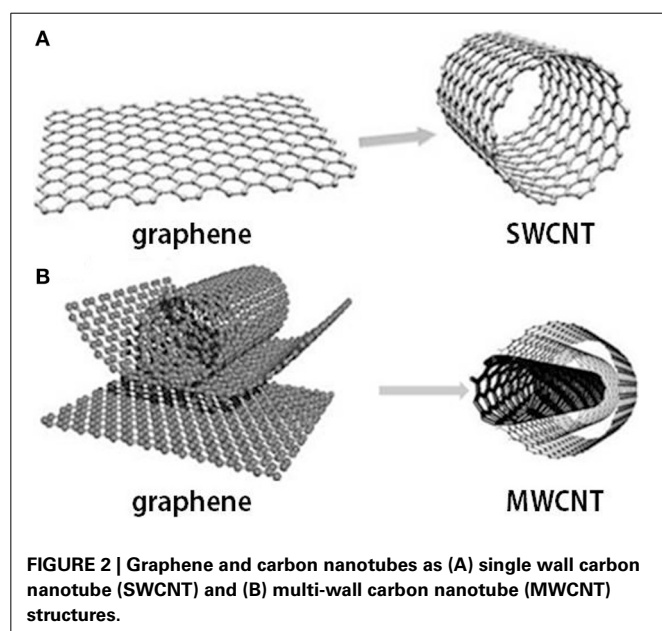 A
graphene
SWCNT
B
graphene
MWCNT
FIGURE 2 | Graphene and carbon nanotubes as (A) single wall carbon
nanotube (SWCNT) and (B) multi-wall carbon nanotube (MWCNT)
structures.